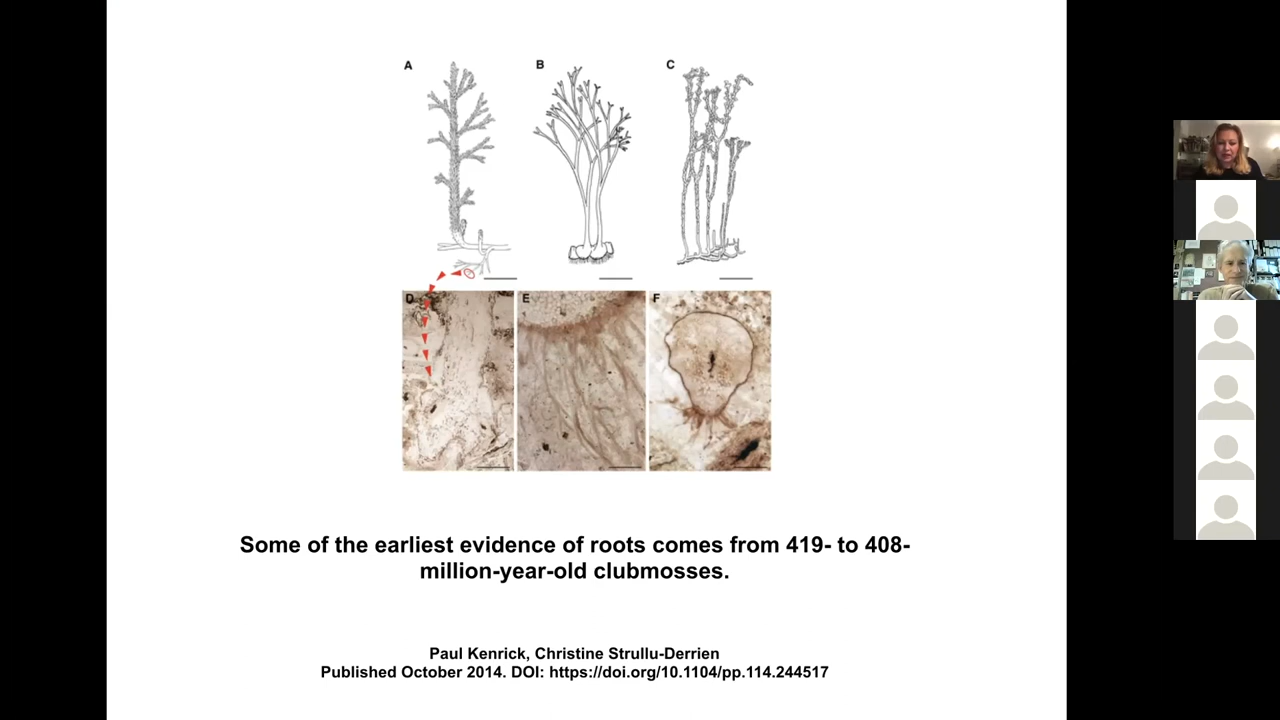 A
B
C
D
E
F
Some of the earliest evidence of roots comes from 419- to 408-
million-year-old clubmosses.
Paul Kenrick, Christine Strullu-Derrien
Published October 2014. DOI: https://doi.org/10.1104/pp.114.244517